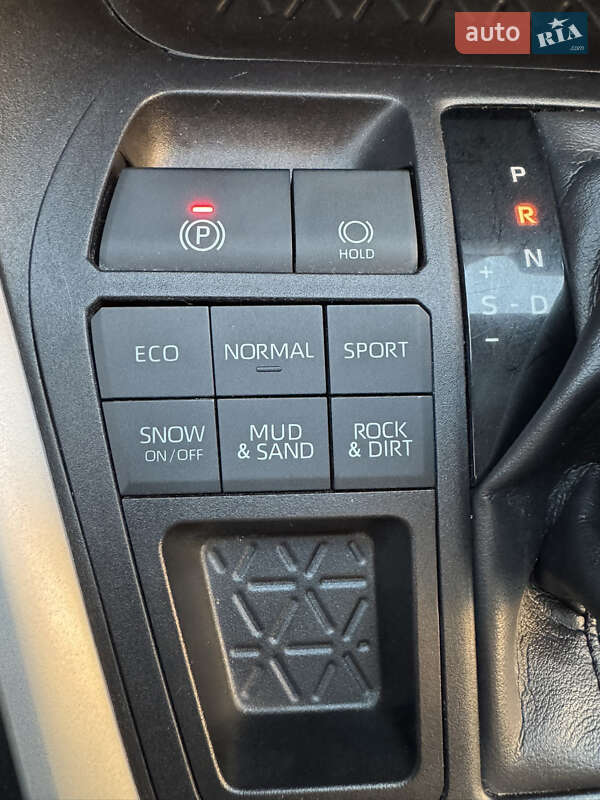 auto RIA .com
P
R
(P)
HOLD
N
+
S - D
-
ECO NORMAL SPORT
SNOW ON/OFF
MUD & SAND
ROCK & DIRT